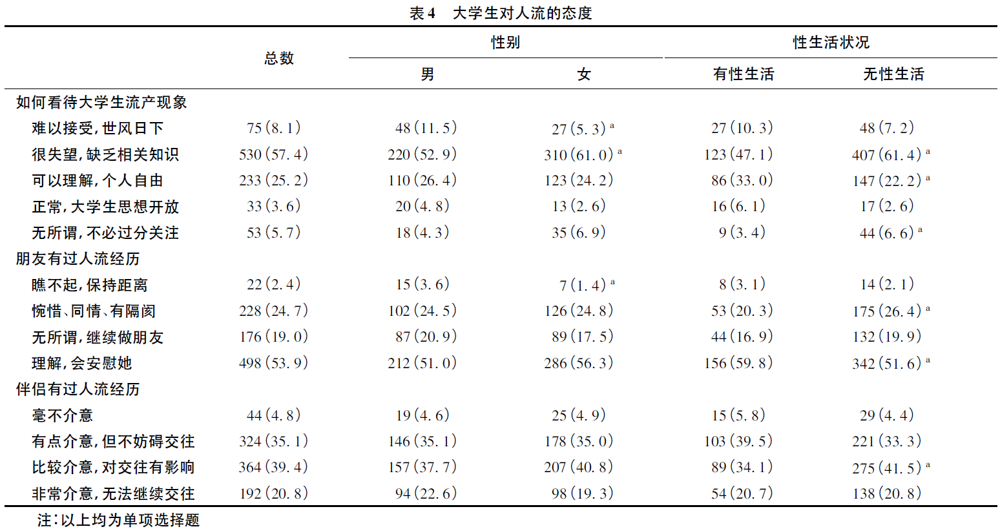 表4 大学生对人流的态度
总数 性别 性生活状况
男 女 有性生活 无性生活
如何看待大学生流产现象
难以接受,世风日下 75(8.1) 48(11.5) 27(5.3)a 27(10.3) 48(7.2)
很失望,缺乏相关知识 530(57.4) 220(52.9) 310(61.0)a 123(47.1) 407(61.4)a
可以理解,个人自由 233(25.2) 110(26.4) 123(24.2) 86(33.0) 147(22.2)a
正常,大学生思想开放 33(3.6) 20(4.8) 13(2.6) 16(6.1) 17(2.6)
无所谓,不必过分关注 53(5.7) 18(4.3) 35(6.9) 9(3.4) 44(6.6)a
朋友有过人流经历
瞧不起,保持距离 22(2.4) 15(3.6) 7(1.4)a 8(3.1) 14(2.1)
惋惜、同情、有隔阂 228(24.7) 102(24.5) 126(24.8) 53(20.3) 175(26.4)a
无所谓,继续做朋友 176(19.0) 87(20.9) 89(17.5) 44(16.9) 132(19.9)
理解,会安慰她 498(53.9) 212(51.0) 286(56.3) 156(59.8) 342(51.6)a
伴侣有过人流经历
毫不介意 44(4.8) 19(4.6) 25(4.9) 15(5.8) 29(4.4)
有点介意,但不妨碍交往 324(35.1) 146(35.1) 178(35.0) 103(39.5) 221(33.3)
比较介意,对交往有影响 364(39.4) 157(37.7) 207(40.8) 89(34.1) 275(41.5)a
非常介意,无法继续交往 192(20.8) 94(22.6) 98(19.3) 54(20.7) 138(20.8)
注:以上均为单项选择题